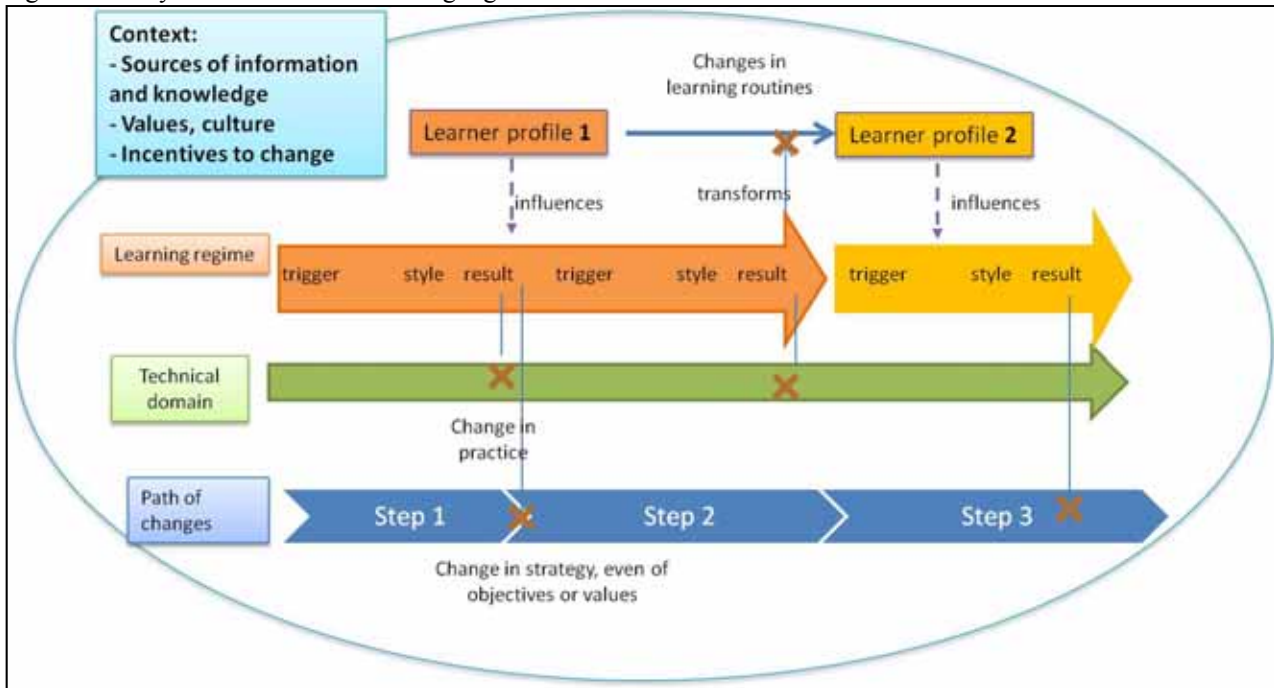 Context:
- Sources of information
and knowledge
- Values, culture
- Incentives to change
Changes in
learning routines
Learner profile 1
Learner profile 2
influences
transforms
influences
Learning regime
trigger style result trigger style result
trigger style result
Technical
domain
Change in
practice
Path of
changes
Step 1
Step 2
Step 3
Change in strategy, even of
objectives or values